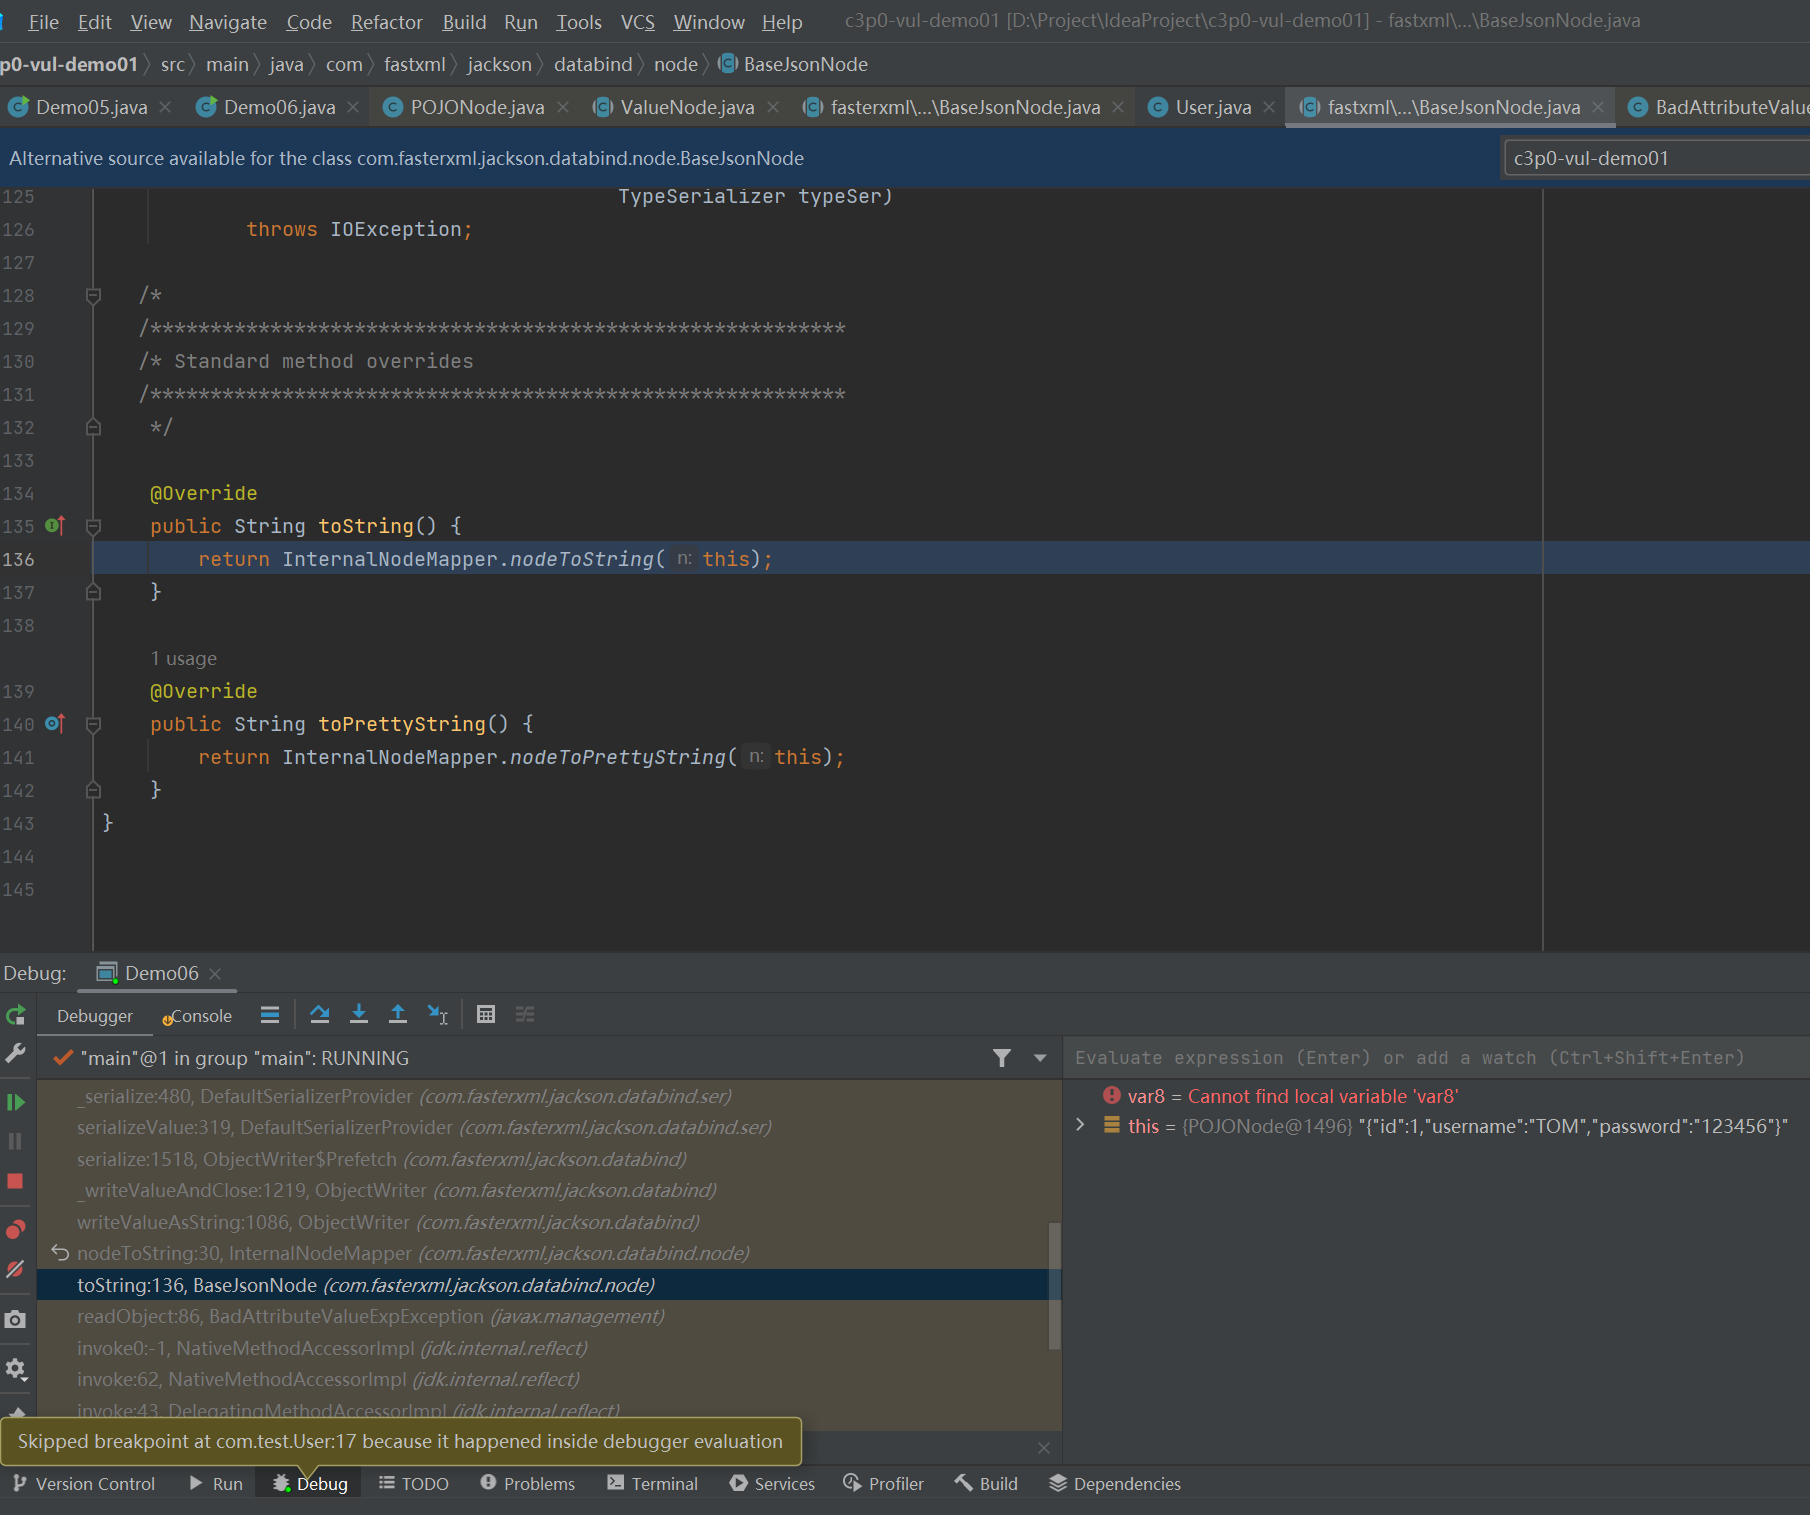 File Edit View Navigate Code Refactor Build Run Tools VCS Window Help c3p0-vul-demo01 [D:\Project\IdeaProject\c3p0-vul-demo01] - fastxml\...\BaseJsonNode.java
p0-vul-demo01 src main java com fastxml jackson databind node BaseJsonNode
Demo05.java Demo06.java POJONode.java ValueNode.java fasterxml\...\BaseJsonNode.java User.java fastxml\...\BaseJsonNode.java BadAttributeValue
Alternative source available for the class com.fasterxml.jackson.databind.node.BaseJsonNode c3p0-vul-demo01
125 TypeSerializer typeSer)
126 throws IOException;
127
128 /*
129 /**********************************************************
130 /* Standard method overrides
131 /**********************************************************
132 */
133
134 @Override
135 public String toString() {
136 return InternalNodeMapper.nodeToString( n: this);
137 }
138
1 usage
139 @Override
140 public String toPrettyString() {
141 return InternalNodeMapper.nodeToPrettyString( n: this);
142 }
143 }
144
145
Debug: Demo06
Debugger Console
"main"@1 in group "main": RUNNING
Evaluate expression (Enter) or add a watch (Ctrl+Shift+Enter)
_serialize:480, DefaultSerializerProvider (com.fasterxml.jackson.databind.ser)
serializeValue:319, DefaultSerializerProvider (com.fasterxml.jackson.databind.ser)
serialize:1518, ObjectWriter$Prefetch (com.fasterxml.jackson.databind)
_writeValueAndClose:1219, ObjectWriter (com.fasterxml.jackson.databind)
writeValueAsString:1086, ObjectWriter (com.fasterxml.jackson.databind)
nodeToString:30, InternalNodeMapper (com.fasterxml.jackson.databind.node)
toString:136, BaseJsonNode (com.fasterxml.jackson.databind.node)
readObject:86, BadAttributeValueExpException (javax.management)
invoke0:-1, NativeMethodAccessorImpl (jdk.internal.reflect)
invoke:62, NativeMethodAccessorImpl (jdk.internal.reflect)
invoke:43, DelegatingMethodAccessorImpl (jdk.internal.reflect)
var8 = Cannot find local variable 'var8'
this = {POJONode@1496} "{"id":1,"username":"TOM","password":"123456"}"
Skipped breakpoint at com.test.User:17 because it happened inside debugger evaluation
Version Control Run Debug TODO Problems Terminal Services Profiler Build Dependencies